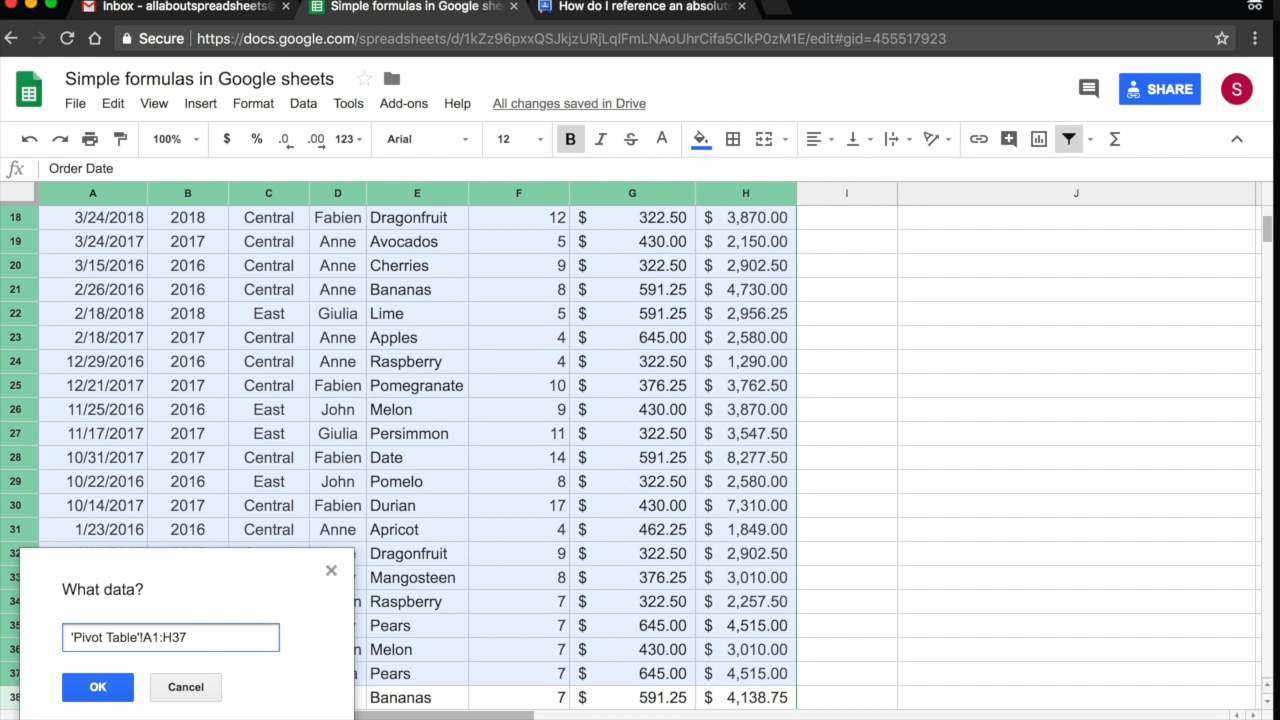 Inbox - allaboutspreadsheets@ × Simple formulas in Google shee × How do I reference an absolute ×
Secure https://docs.google.com/spreadsheets/d/1kZz96pxxQSJkjzURjLqlFmLNAoUhrCifa5ClkP0zM1E/edit#gid=455517923
Simple formulas in Google sheets
File Edit View Insert Format Data Tools Add-ons Help All changes saved in Drive
SHARE S
100% $ % .0 .00 123 Arial 12 B I S A Σ
fx Order Date
A B C D E F G H I J
18 3/24/2018 2018 Central Fabien Dragonfruit 12 $ 322.50 $ 3,870.00
19 3/24/2017 2017 Central Anne Avocados 5 $ 430.00 $ 2,150.00
20 3/15/2016 2016 Central Anne Cherries 9 $ 322.50 $ 2,902.50
21 2/26/2016 2016 Central Anne Bananas 8 $ 591.25 $ 4,730.00
22 2/18/2018 2018 East Giulia Lime 5 $ 591.25 $ 2,956.25
23 2/18/2017 2017 Central Anne Apples 4 $ 645.00 $ 2,580.00
24 12/29/2016 2016 Central Anne Raspberry 4 $ 322.50 $ 1,290.00
25 12/21/2017 2017 Central Fabien Pomegranate 10 $ 376.25 $ 3,762.50
26 11/25/2016 2016 East John Melon 9 $ 430.00 $ 3,870.00
27 11/17/2017 2017 East Giulia Persimmon 11 $ 322.50 $ 3,547.50
28 10/31/2017 2017 Central Fabien Date 14 $ 591.25 $ 8,277.50
29 10/22/2016 2016 East John Pomelo 8 $ 322.50 $ 2,580.00
30 10/14/2017 2017 Central Fabien Durian 17 $ 430.00 $ 7,310.00
31 1/23/2016 2016 Central Anne Apricot 4 $ 462.25 $ 1,849.00
32 Dragonfruit 9 $ 322.50 $ 2,902.50
33 Mangosteen 8 $ 376.25 $ 3,010.00
34 n Raspberry 7 $ 322.50 $ 2,257.50
35 Pears 7 $ 645.00 $ 4,515.00
36 n Melon 7 $ 430.00 $ 3,010.00
37 a Pears 7 $ 645.00 $ 4,515.00
38 Bananas 7 $ 591.25 $ 4,138.75
What data? ×
'Pivot Table'!A1:H37
OK Cancel